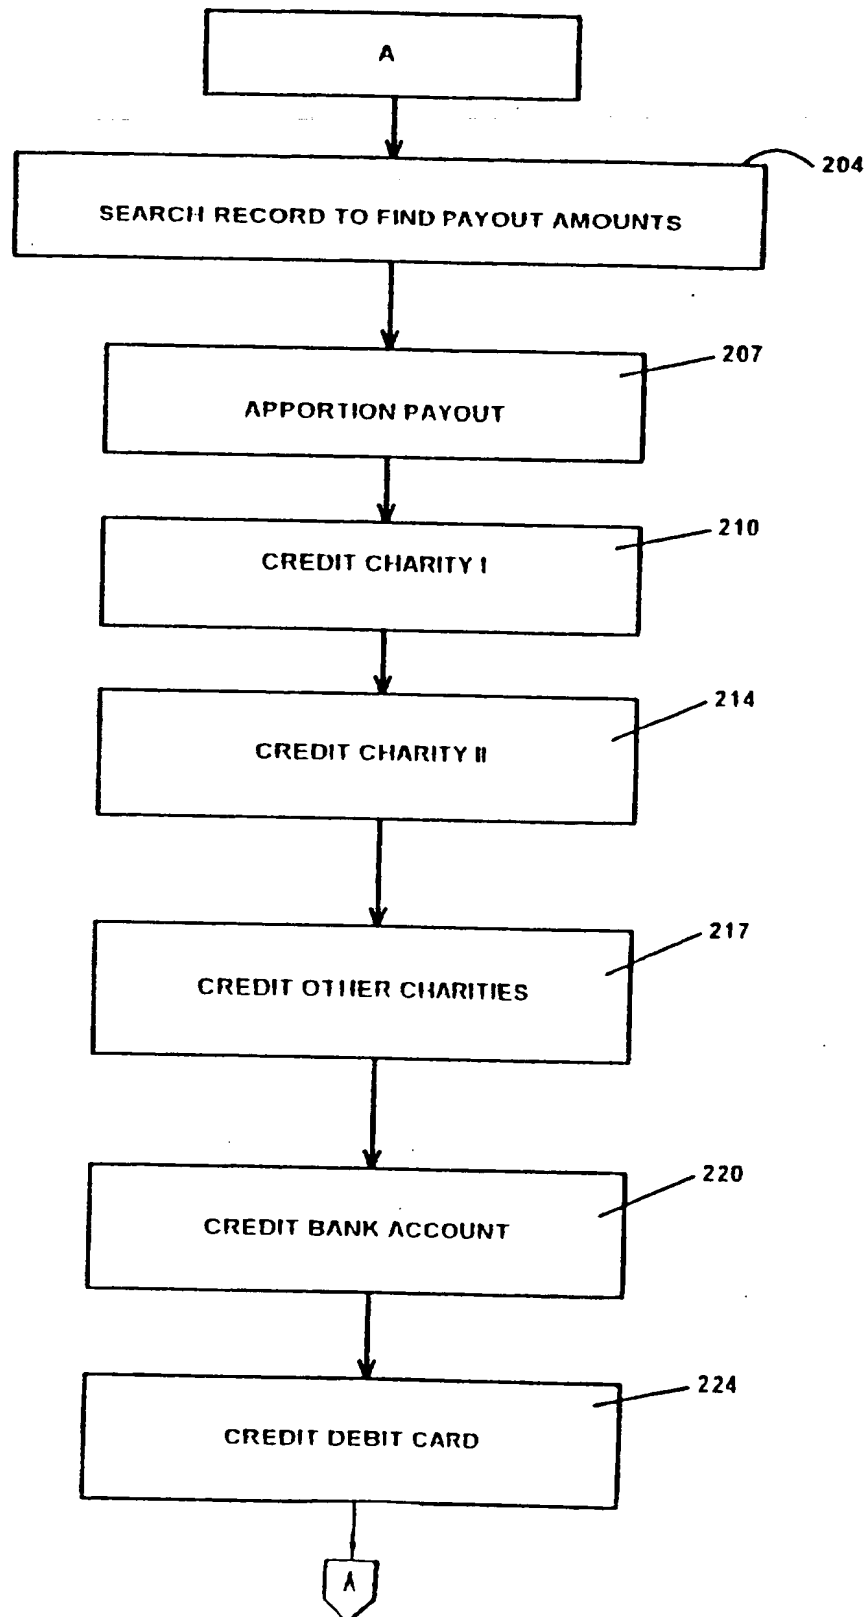 A
204
SEARCH RECORD TO FIND PAYOUT AMOUNTS
207
APPORTION PAYOUT
210
CREDIT CHARITY I
214
CREDIT CHARITY II
217
CREDIT OTHER CHARITIES
220
CREDIT BANK ACCOUNT
224
CREDIT DEBIT CARD
A